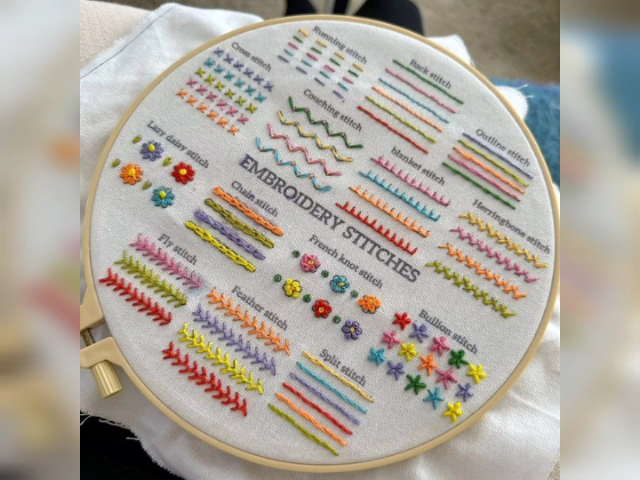 Cross stitch
Running stitch
Back stitch
Couching stitch
Outline stitch
Lazy daisy stitch
blanket stitch
EMBROIDERY STITCHES
Chain stitch
Herringbone stitch
French knot stitch
Fly stitch
Feather stitch
Bullion stitch
Split stitch